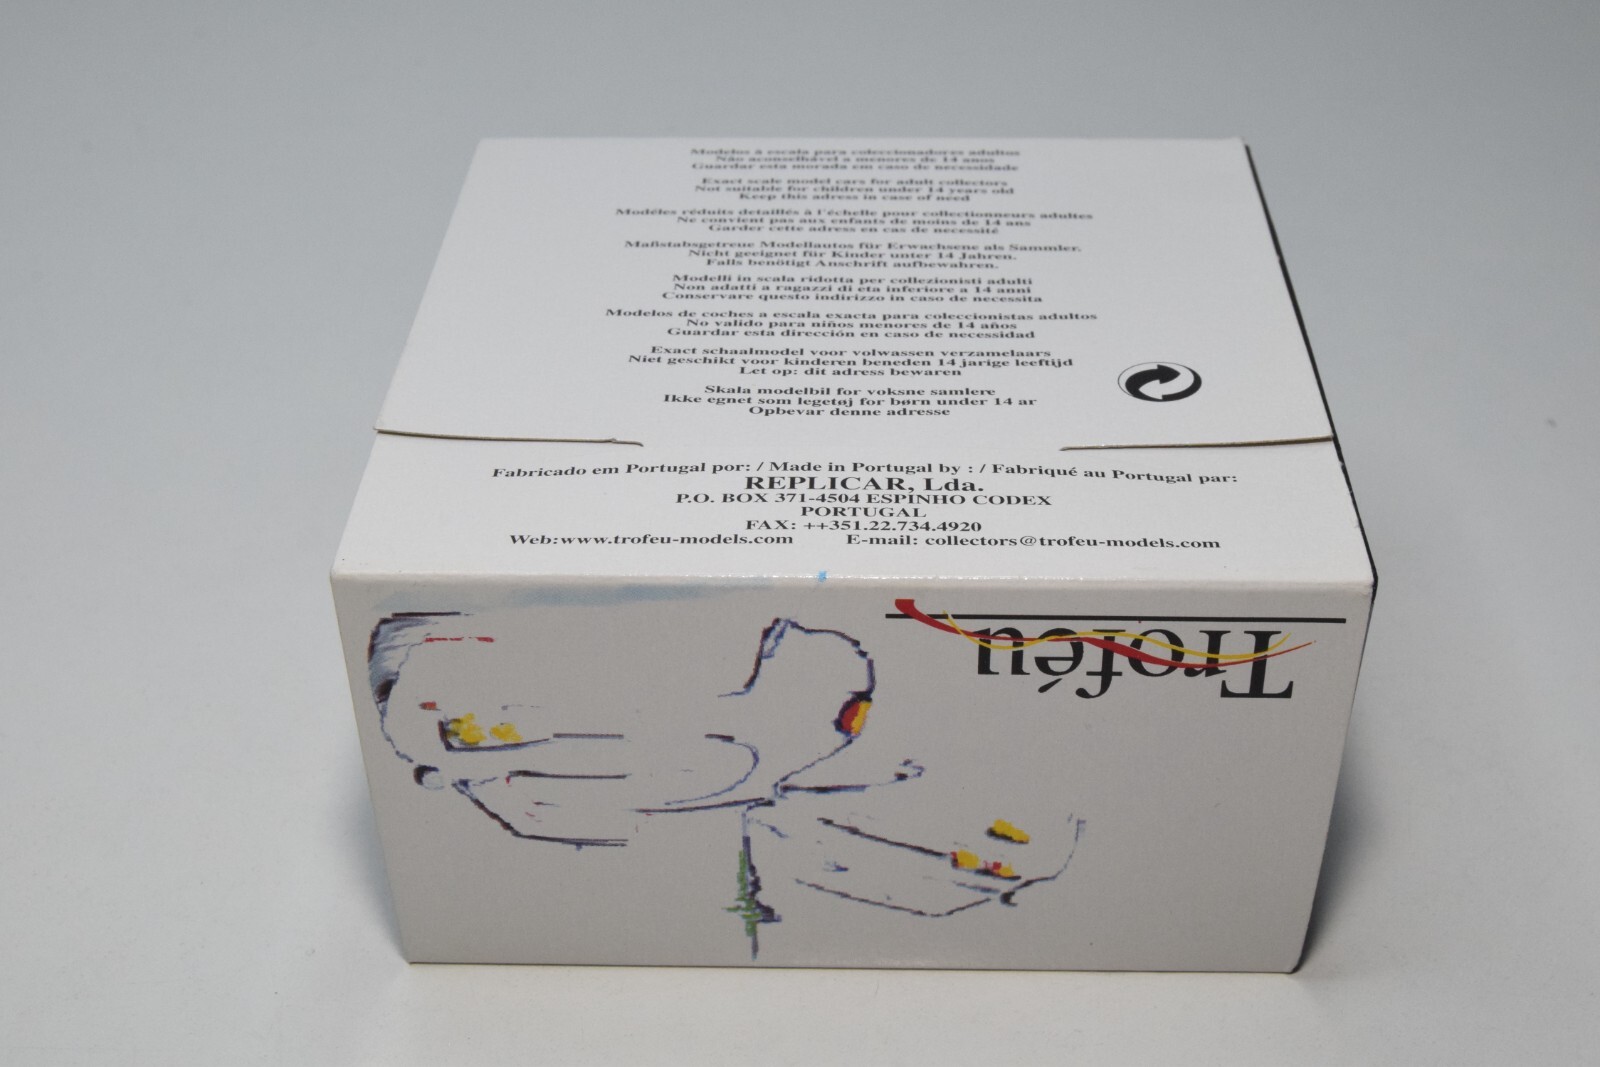 Modelos à escala para coleccionadores adultos
Não aconselhável a menores de 14 anos
Guardar esta morada em caso de necessidade
Exact scale model cars for adult collectors
Not suitable for children under 14 years old
Keep this adress in case of need
Modéles réduits detaillés à l'échelle pour collectionneurs adultes
Ne convient pas aux enfants de moins de 14 ans
Garder cette adress en cas de necessité
Maßstabsgetreue Modellautos für Erwachsene als Sammler.
Nicht geeignet für Kinder unter 14 Jahren.
Falls benötigt Anschrift aufbewahren.
Modelli in scala ridotta per collezionisti adulti
Non adatti a ragazzi di eta inferiore a 14 anni
Conservare questo indirizzo in caso de necessita
Modelos de coches a escala exacta para coleccionistas adultos
No valido para niños menores de 14 años
Guardar esta dirección en caso de necessidad
Exact schaalmodel voor volwassen verzamelaars
Niet geschikt voor kinderen beneden 14 jarige leeftijd
Let op: dit adress bewaren
Skala modelbil for voksne samlere
Ikke egnet som legetøj for børn under 14 ar
Opbevar denne adresse
Fabricado em Portugal por: / Made in Portugal by : / Fabriqué au Portugal par:
REPLICAR, Lda.
P.O. BOX 371-4504 ESPINHO CODEX
PORTUGAL
FAX: ++351.22.734.4920
Web:www.trofeu-models.com E-mail: collectors@trofeu-models.com
Troféu